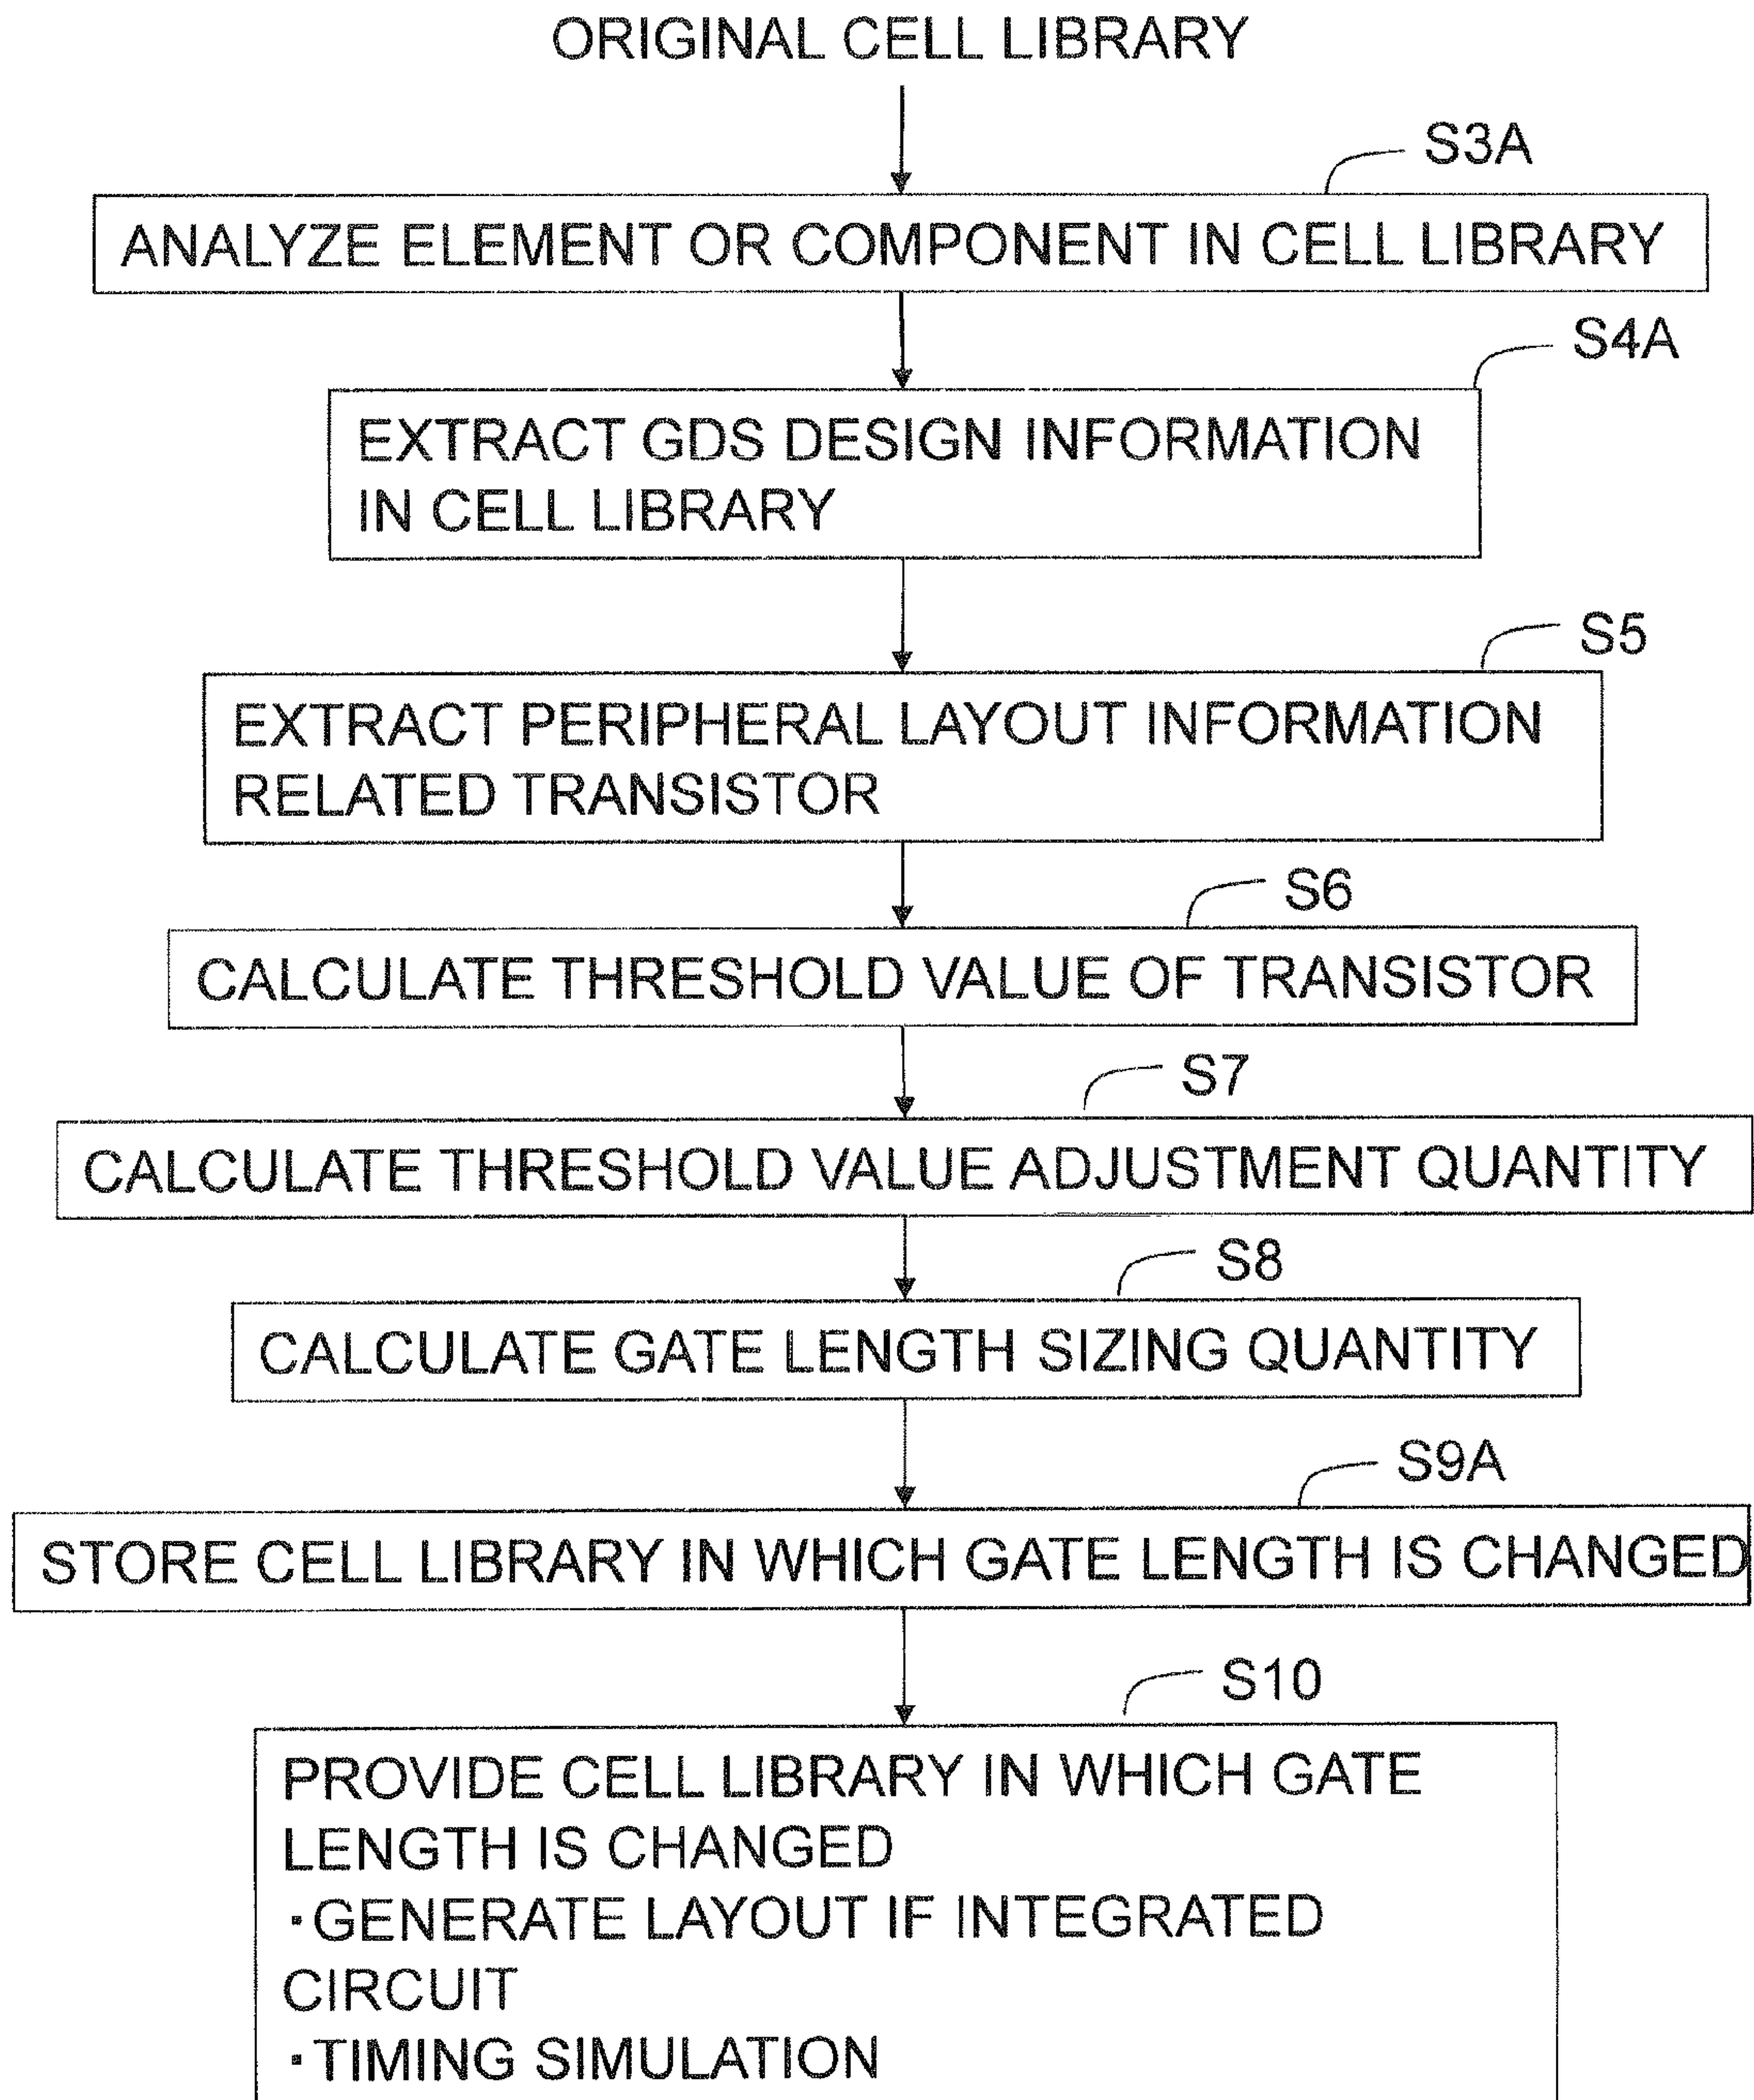 ORIGINAL CELL LIBRARY
S3A
ANALYZE ELEMENT OR COMPONENT IN CELL LIBRARY
S4A
EXTRACT GDS DESIGN INFORMATION
IN CELL LIBRARY
S5
EXTRACT PERIPHERAL LAYOUT INFORMATION
RELATED TRANSISTOR
S6
CALCULATE THRESHOLD VALUE OF TRANSISTOR
S7
CALCULATE THRESHOLD VALUE ADJUSTMENT QUANTITY
S8
CALCULATE GATE LENGTH SIZING QUANTITY
S9A
STORE CELL LIBRARY IN WHICH GATE LENGTH IS CHANGED
S10
PROVIDE CELL LIBRARY IN WHICH GATE
LENGTH IS CHANGED
・GENERATE LAYOUT IF INTEGRATED
CIRCUIT
・TIMING SIMULATION